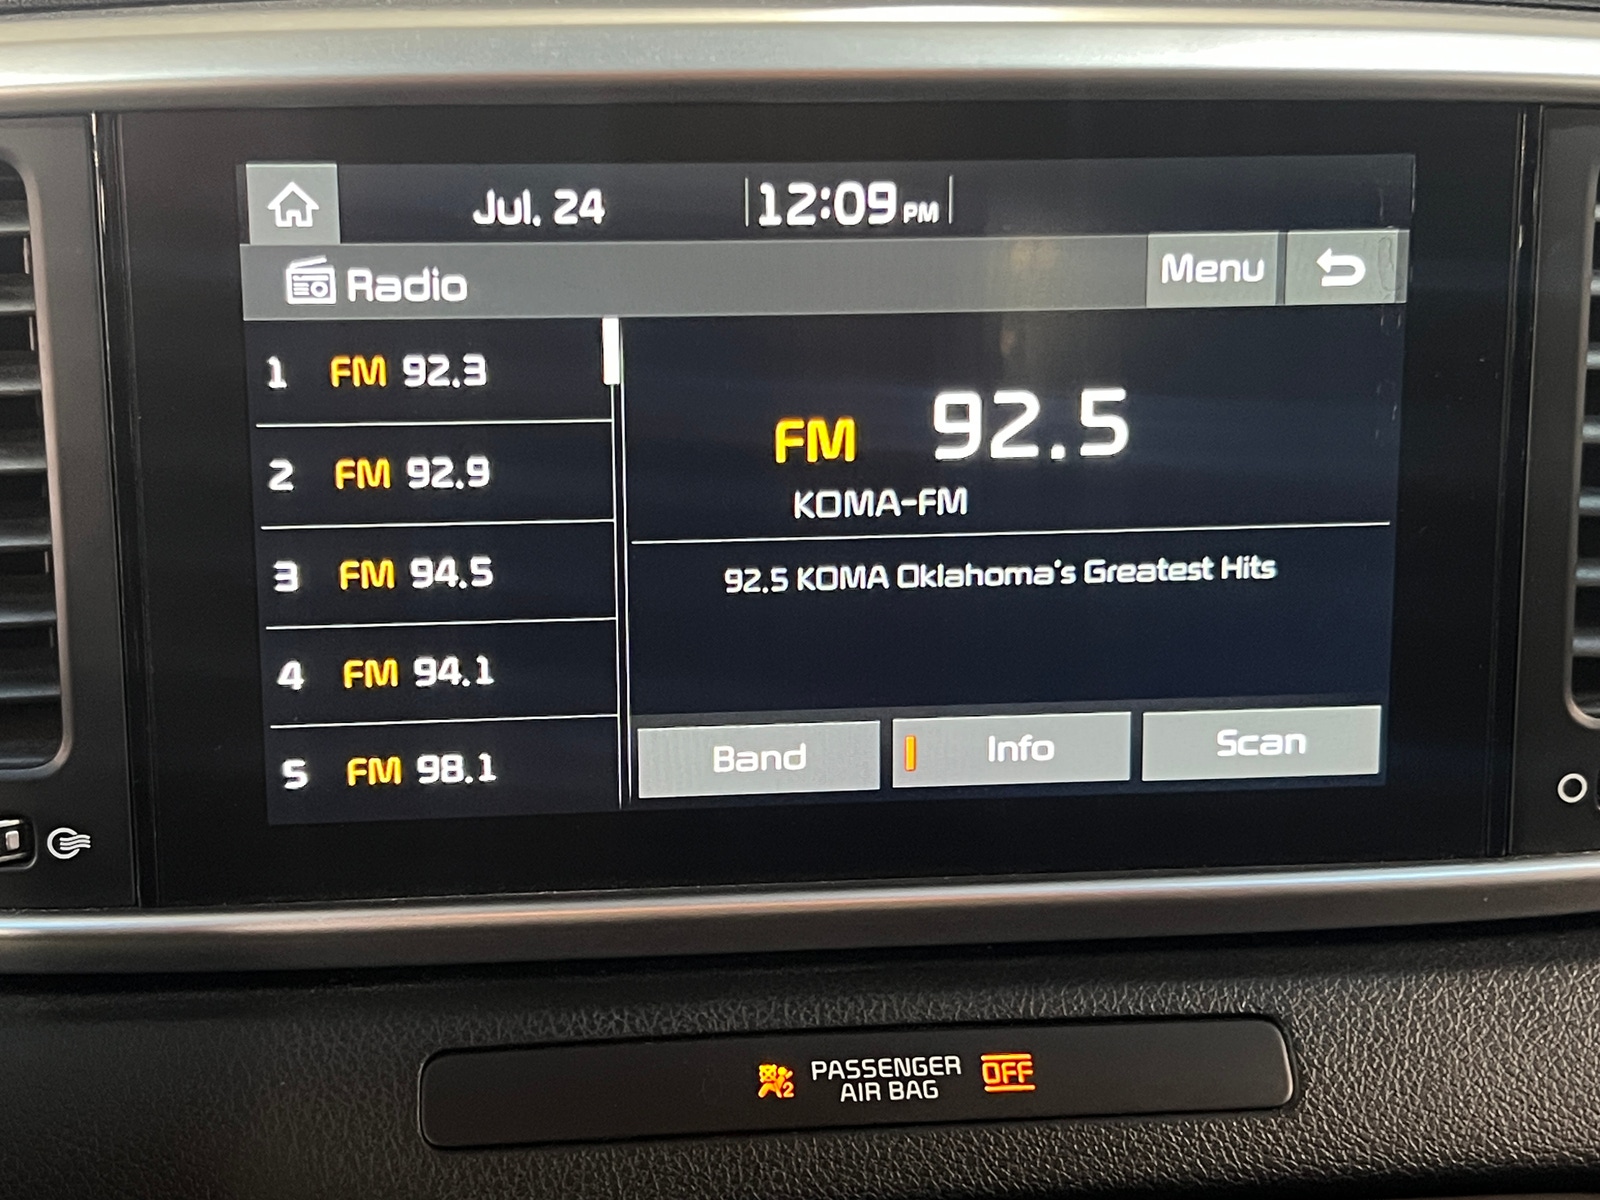 Jul. 24
12:09 PM
Radio
Menu
1 FM 92.3
2 FM 92.9
3 FM 94.5
4 FM 94.1
5 FM 98.1
FM 92.5
KOMA-FM
92.5 KOMA Oklahoma's Greatest Hits
Band
Info
Scan
2
PASSENGER
AIR BAG
OFF